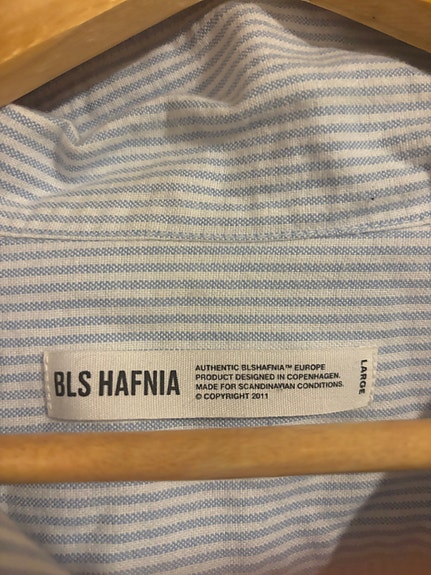 BLS HAFNIA
AUTHENTIC BLSHAFNIA™ EUROPE
PRODUCT DESIGNED IN COPENHAGEN.
MADE FOR SCANDINAVIAN CONDITIONS.
© COPYRIGHT 2011
LARGE